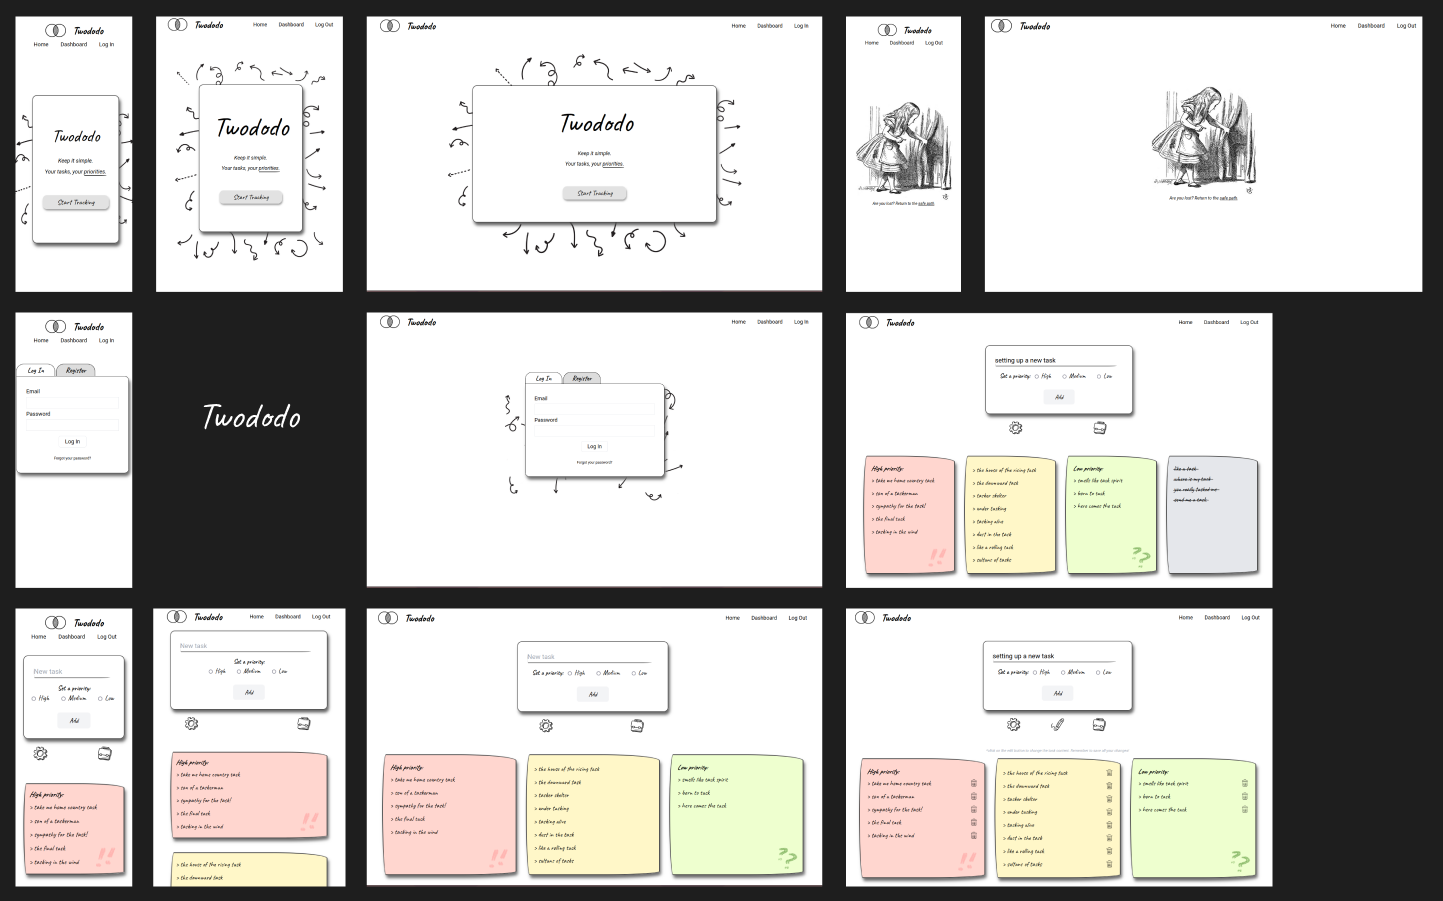 Twododo
Home Dashboard Log In
Twododo
Keep it simple.
Your tasks, your priorities.
Start Tracking
Twododo
Home Dashboard Log Out
Twododo
Keep it simple.
Your tasks, your priorities.
Start Tracking
Twododo
Home Dashboard Log In
Twododo
Keep it simple.
Your tasks, your priorities.
Start Tracking
Twododo
Home Dashboard Log Out
Are you lost? Return to the safe path.
Twododo
Home Dashboard Log Out
Are you lost? Return to the safe path.
Twododo
Home Dashboard Log In
Log In Register
Email
Password
Log In
Forgot your password?
Twododo
Twododo
Home Dashboard Log In
Log In Register
Email
Password
Log In
Forgot your password?
Twododo
Home Dashboard Log Out
setting up a new task
Set a priority: High Medium Low
Add
High priority:
> take me home country task
> son of a taskerman
> sympathy for the task!
> the final task
> tasking in the wind
!!
> the house of the rising task
> the downward task
> tasker shelter
> under tasking
> tasking alive
> dust in the task
> like a rolling task
> sultans of tasks
Low priority:
> smells like task spirit
> born to task
> here comes the task
??
like a task
where is my task
you really tasked me
send me a task
Twododo
Home Dashboard Log Out
New task
Set a priority:
High Medium Low
Add
High priority:
> take me home country task
> son of a taskerman
> sympathy for the task!
> the final task
> tasking in the wind
!!
Twododo
Home Dashboard Log Out
New task
Set a priority:
High Medium Low
Add
High priority:
> take me home country task
> son of a taskerman
> sympathy for the task!
> the final task
> tasking in the wind
!!
> the house of the rising task
> the downward task
Twododo
Home Dashboard Log Out
New task
Set a priority: High Medium Low
Add
High priority:
> take me home country task
> son of a taskerman
> sympathy for the task!
> the final task
> tasking in the wind
!!
> the house of the rising task
> the downward task
> tasker shelter
> under tasking
> tasking alive
> dust in the task
> like a rolling task
> sultans of tasks
Low priority:
> smells like task spirit
> born to task
> here comes the task
??
Twododo
Home Dashboard Log Out
setting up a new task
Set a priority: High Medium Low
Add
High priority:
> take me home country task
> son of a taskerman
> sympathy for the task!
> the final task
> tasking in the wind
!!
> the house of the rising task
> the downward task
> tasker shelter
> under tasking
> tasking alive
> dust in the task
> like a rolling task
> sultans of tasks
Low priority:
> smells like task spirit
> born to task
> here comes the task
??